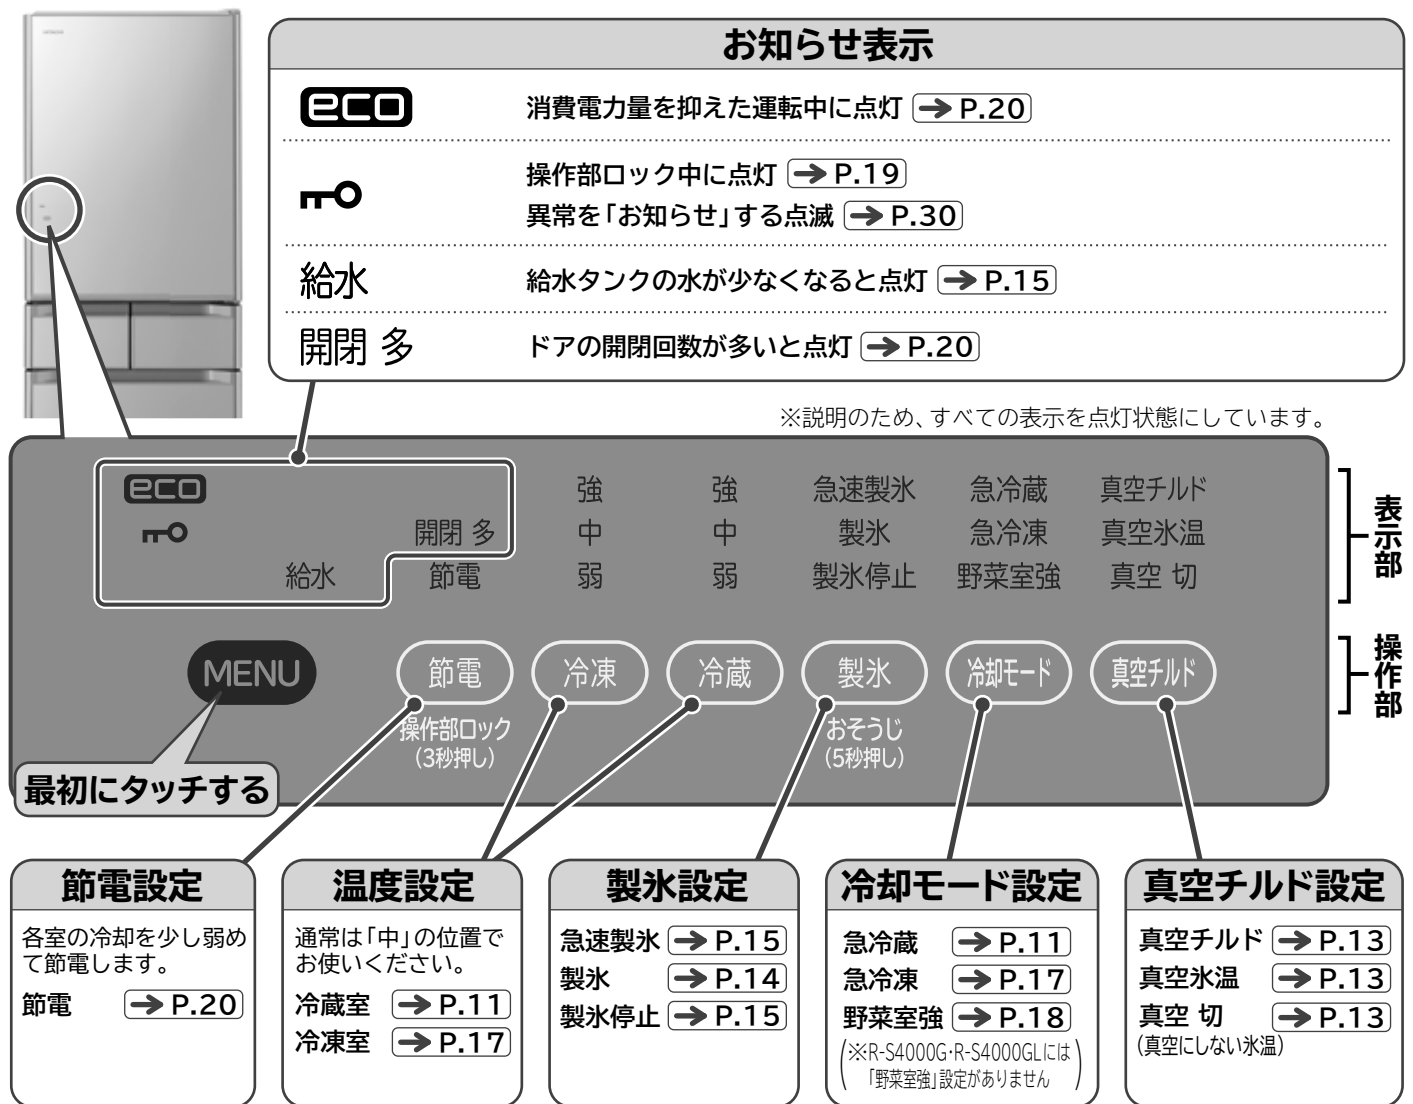 HITACHI
お知らせ表示
eco 消費電力量を抑えた運転中に点灯 → P.20
操作部ロック中に点灯 → P.19
異常を「お知らせ」する点滅 → P.30
給水 給水タンクの水が少なくなると点灯 → P.15
開閉 多 ドアの開閉回数が多いと点灯 → P.20
※説明のため、すべての表示を点灯状態にしています。
eco 強 強 急速製氷 急冷蔵 真空チルド
開閉 多 中 中 製氷 急冷凍 真空氷温
給水 節電 弱 弱 製氷停止 野菜室強 真空 切
表示部
MENU 節電 冷凍 冷蔵 製氷 冷却モード 真空チルド
操作部
操作部ロック
(3秒押し)
おそうじ
(5秒押し)
最初にタッチする
節電設定
各室の冷却を少し弱め
て節電します。
節電 → P.20
温度設定
通常は「中」の位置で
お使いください。
冷蔵室 → P.11
冷凍室 → P.17
製氷設定
急速製氷 → P.15
製氷 → P.14
製氷停止 → P.15
冷却モード設定
急冷蔵 → P.11
急冷凍 → P.17
野菜室強 → P.18
(※R-S4000G･R-S4000GLには
「野菜室強」設定がありません)
真空チルド設定
真空チルド → P.13
真空氷温 → P.13
真空 切 → P.13
(真空にしない氷温)